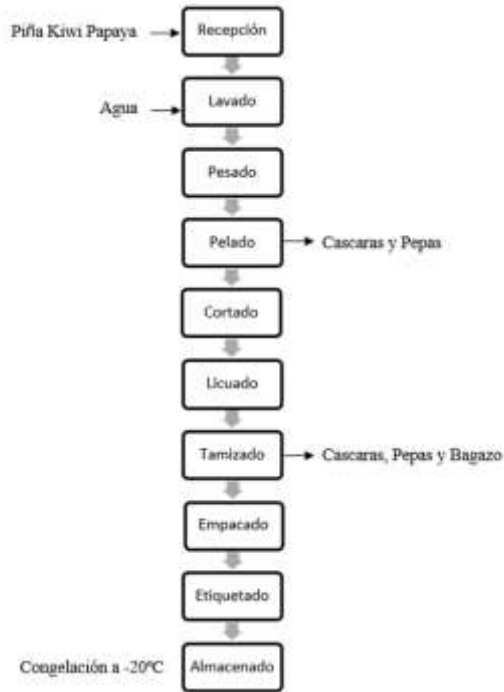 Piña Kiwi Papaya
Recepción
Agua
Lavado
Pesado
Pelado
Cascaras y Pepas
Cortado
Licuado
Tamizado
Cascaras, Pepas y Bagazo
Empacado
Etiquetado
Congelación a -20ºC
Almacenado